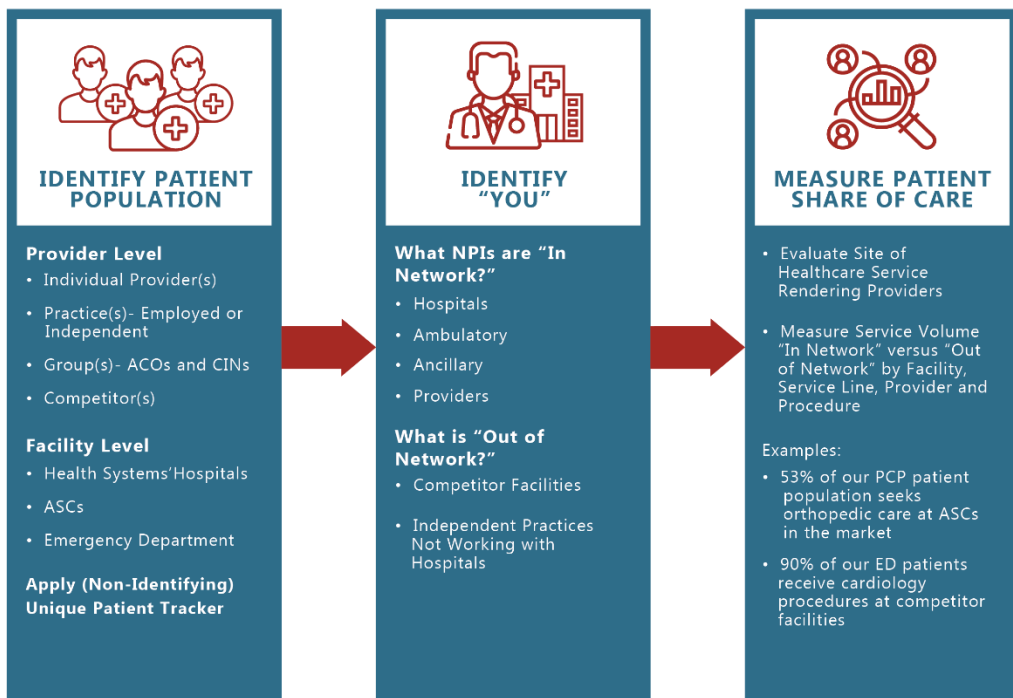 IDENTIFY PATIENT
POPULATION
Provider Level
• Individual Provider(s)
• Practice(s)- Employed or
Independent
• Group(s)- ACOs and CINs
• Competitor(s)
Facility Level
• Health Systems'Hospitals
• ASCs
• Emergency Department
Apply (Non-Identifying)
Unique Patient Tracker
IDENTIFY
“YOU”
What NPIs are “In
Network?”
• Hospitals
• Ambulatory
• Ancillary
• Providers
What is “Out of
Network?”
• Competitor Facilities
• Independent Practices
Not Working with
Hospitals
MEASURE PATIENT
SHARE OF CARE
• Evaluate Site of
Healthcare Service
Rendering Providers
• Measure Service Volume
“In Network” versus “Out
of Network” by Facility,
Service Line, Provider and
Procedure
Examples:
• 53% of our PCP patient
population seeks
orthopedic care at ASCs
in the market
• 90% of our ED patients
receive cardiology
procedures at competitor
facilities